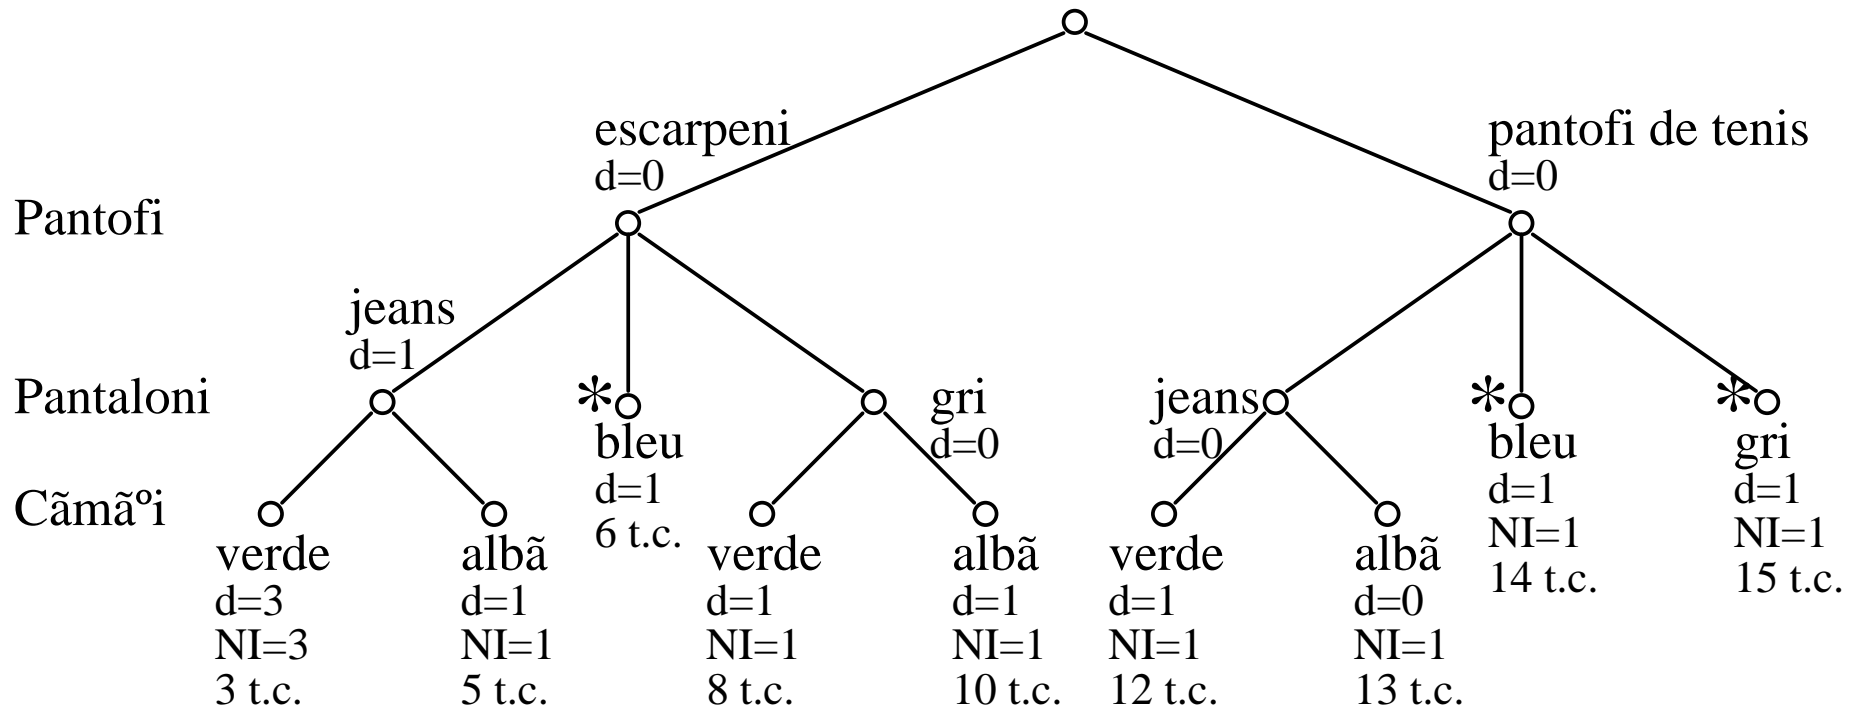 escarpeni
d=0
pantofi de tenis
d=0
Pantofi
jeans
d=1
Pantaloni
*
bleu
d=1
6 t.c.
gri
d=0
jeans
d=0
*
bleu
d=1
NI=1
14 t.c.
*
gri
d=1
NI=1
15 t.c.
Cãmãºi
verde
d=3
NI=3
3 t.c.
albã
d=1
NI=1
5 t.c.
verde
d=1
NI=1
8 t.c.
albã
d=1
NI=1
10 t.c.
verde
d=1
NI=1
12 t.c.
albã
d=0
NI=1
13 t.c.